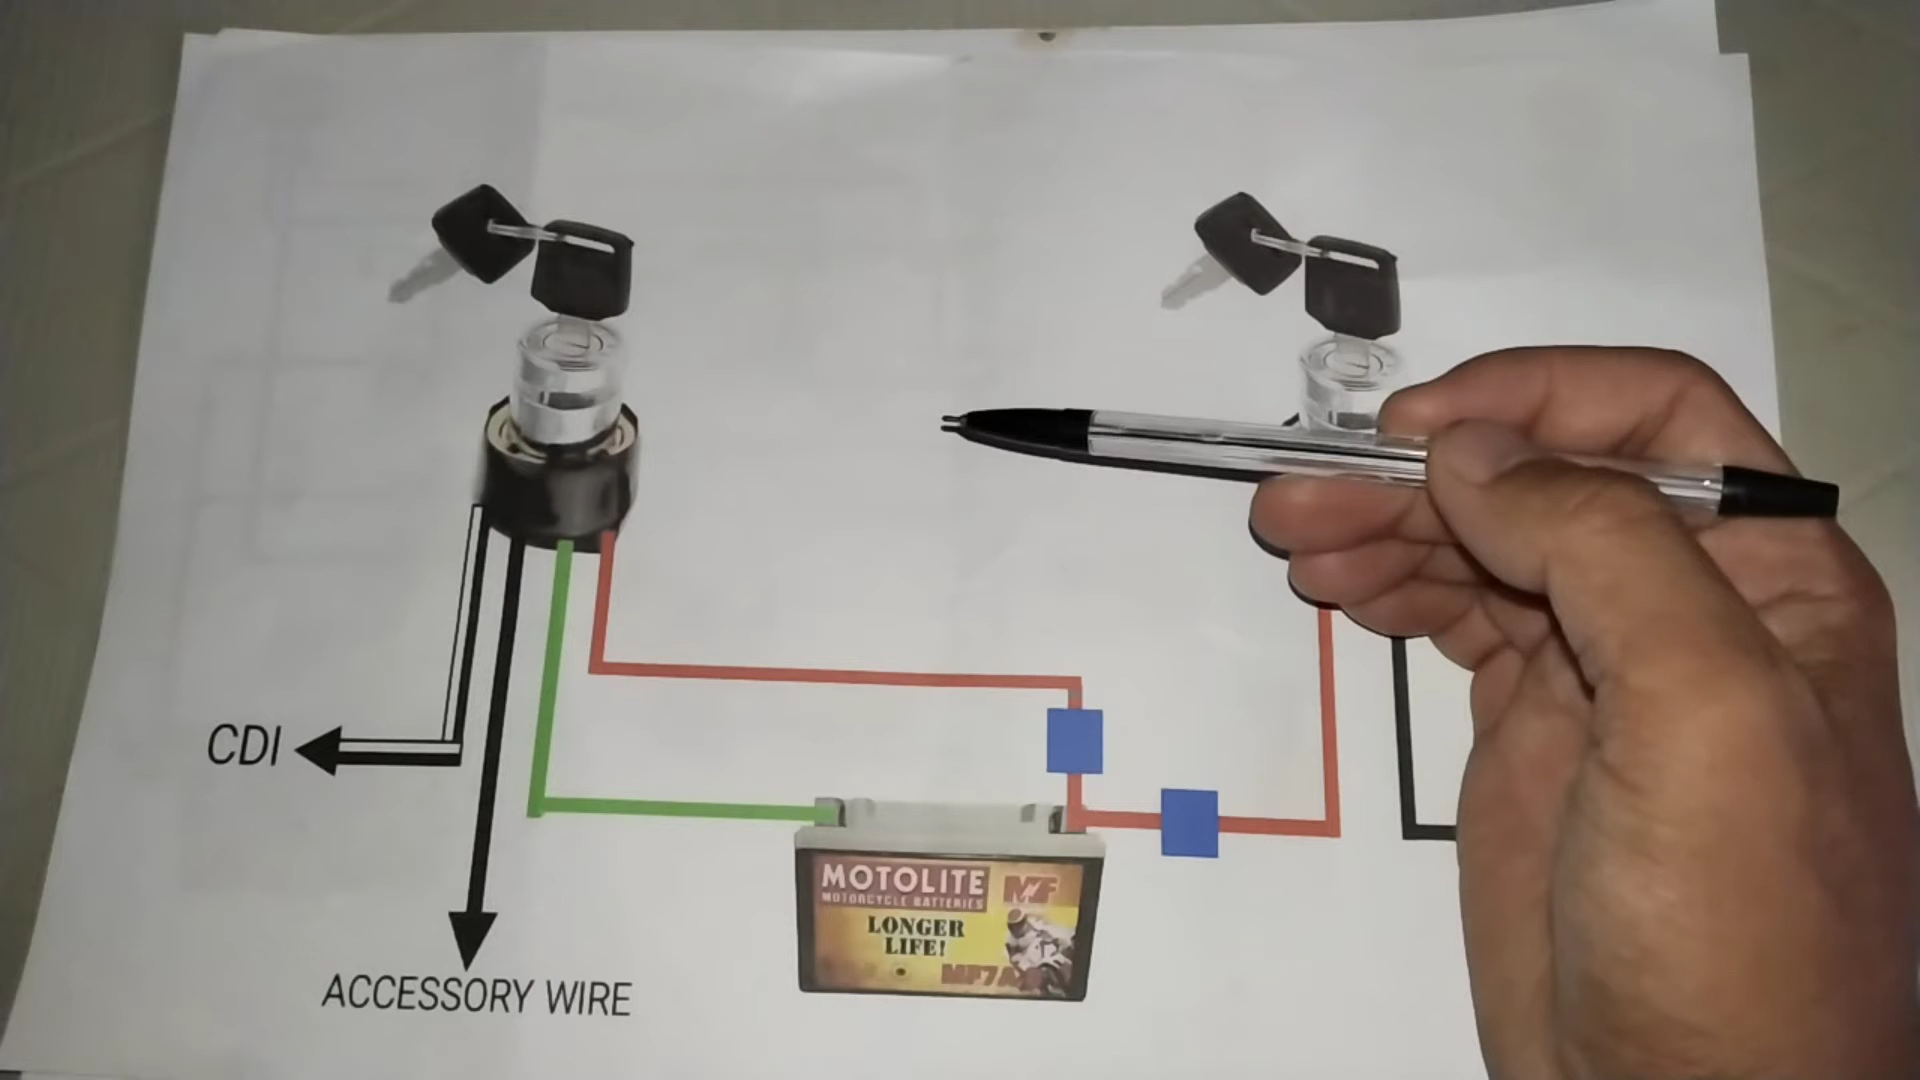 CDI
MOTOLITE
MOTORCYCLE BATTERIES
MF
LONGER
LIFE!
ACCESSORY WIRE